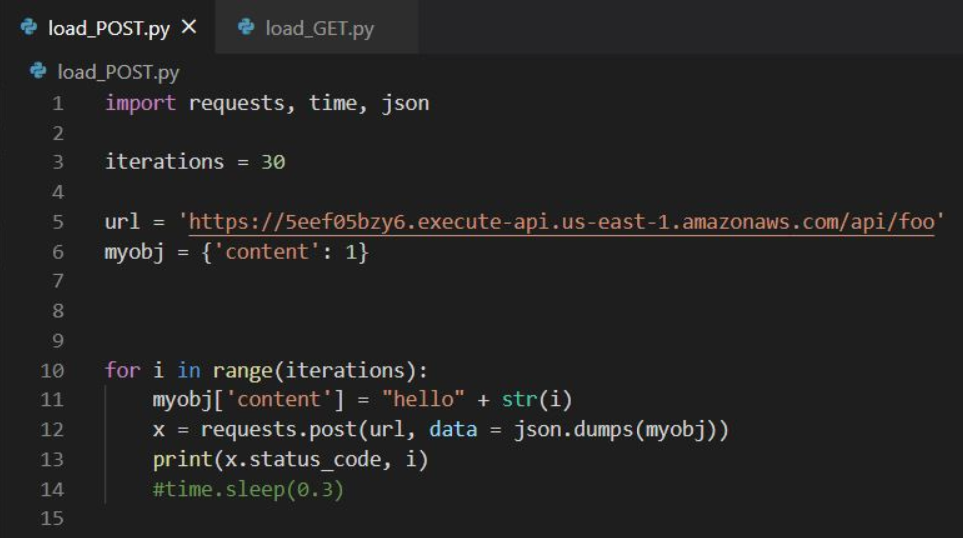 load_POST.py ×    load_GET.py
load_POST.py
1    import requests, time, json
2
3    iterations = 30
4
5    url = 'https://5eef05bzy6.execute-api.us-east-1.amazonaws.com/api/foo'
6    myobj = {'content': 1}
7
8
9
10    for i in range(iterations):
11        myobj['content'] = "hello" + str(i)
12        x = requests.post(url, data = json.dumps(myobj))
13        print(x.status_code, i)
14        #time.sleep(0.3)
15